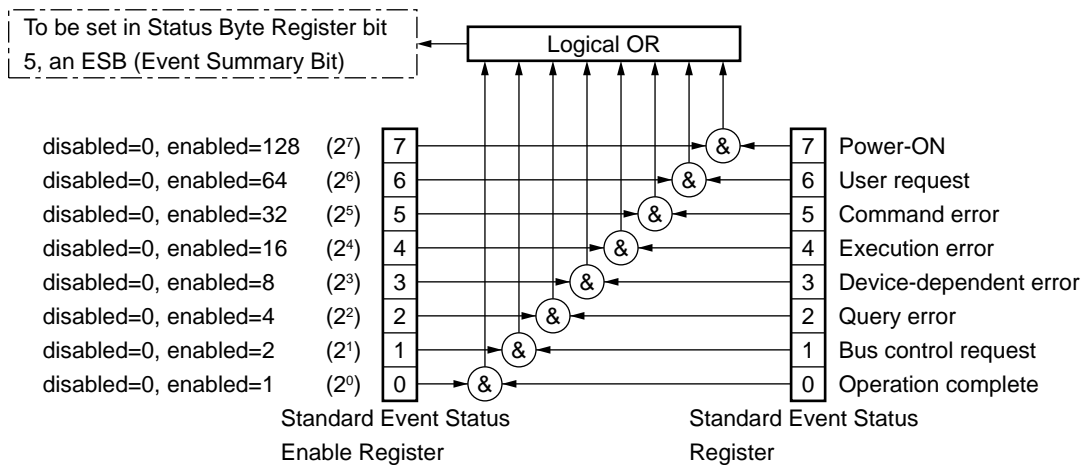 To be set in Status Byte Register bit
5, an ESB (Event Summary Bit)
Logical OR
disabled=0, enabled=128 (2⁷) 7 & 7 Power-ON
disabled=0, enabled=64 (2⁶) 6 & 6 User request
disabled=0, enabled=32 (2⁵) 5 & 5 Command error
disabled=0, enabled=16 (2⁴) 4 & 4 Execution error
disabled=0, enabled=8 (2³) 3 & 3 Device-dependent error
disabled=0, enabled=4 (2²) 2 & 2 Query error
disabled=0, enabled=2 (2¹) 1 & 1 Bus control request
disabled=0, enabled=1 (2⁰) 0 & 0 Operation complete
Standard Event Status
Enable Register
Standard Event Status
Register